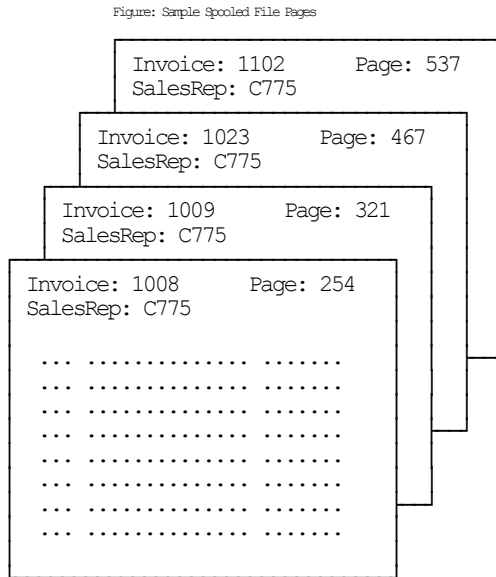 Figure: Sample Spooled File Pages
Invoice: 1102 Page: 537
SalesRep: C775
Invoice: 1023 Page: 467
SalesRep: C775
Invoice: 1009 Page: 321
SalesRep: C775
Invoice: 1008 Page: 254
SalesRep: C775
... .............. .......
... .............. .......
... .............. .......
... .............. .......
... .............. .......
... .............. .......
... .............. .......
... .............. .......